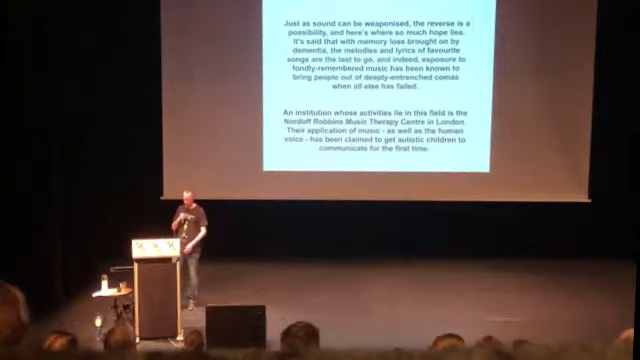 Just as sound can be weaponised, the reverse is a
possibility, and here's where so much hope lies.
It's said that with memory loss brought on by
dementia, the melodies and lyrics of favourite
songs are the last to go, and indeed, exposure to
fondly-remembered music has been known to
bring people out of deeply-entrenched comas
when all else has failed.
An institution whose activities lie in this field is the
Nordoff Robbins Music Therapy Centre in London.
Their application of music - as well as the human
voice - has been claimed to get autistic children to
communicate for the first time.